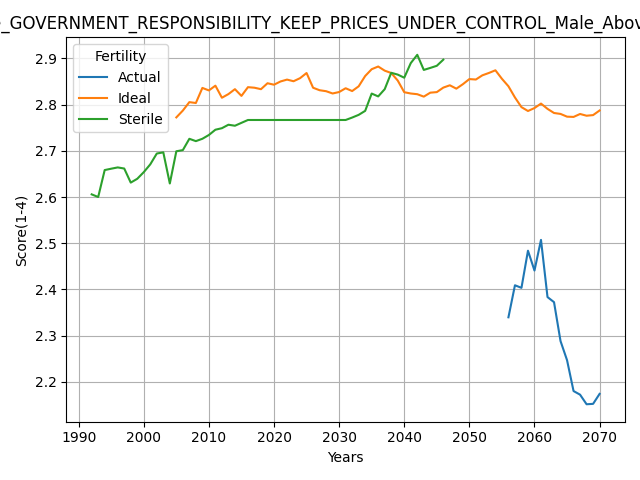 _GOVERNMENT_RESPONSIBILITY_KEEP_PRICES_UNDER_CONTROL_Male_Abov
Fertility
Actual
Ideal
Sterile
Score(1-4)
2.9
2.8
2.7
2.6
2.5
2.4
2.3
2.2
1990 2000 2010 2020 2030 2040 2050 2060 2070
Years